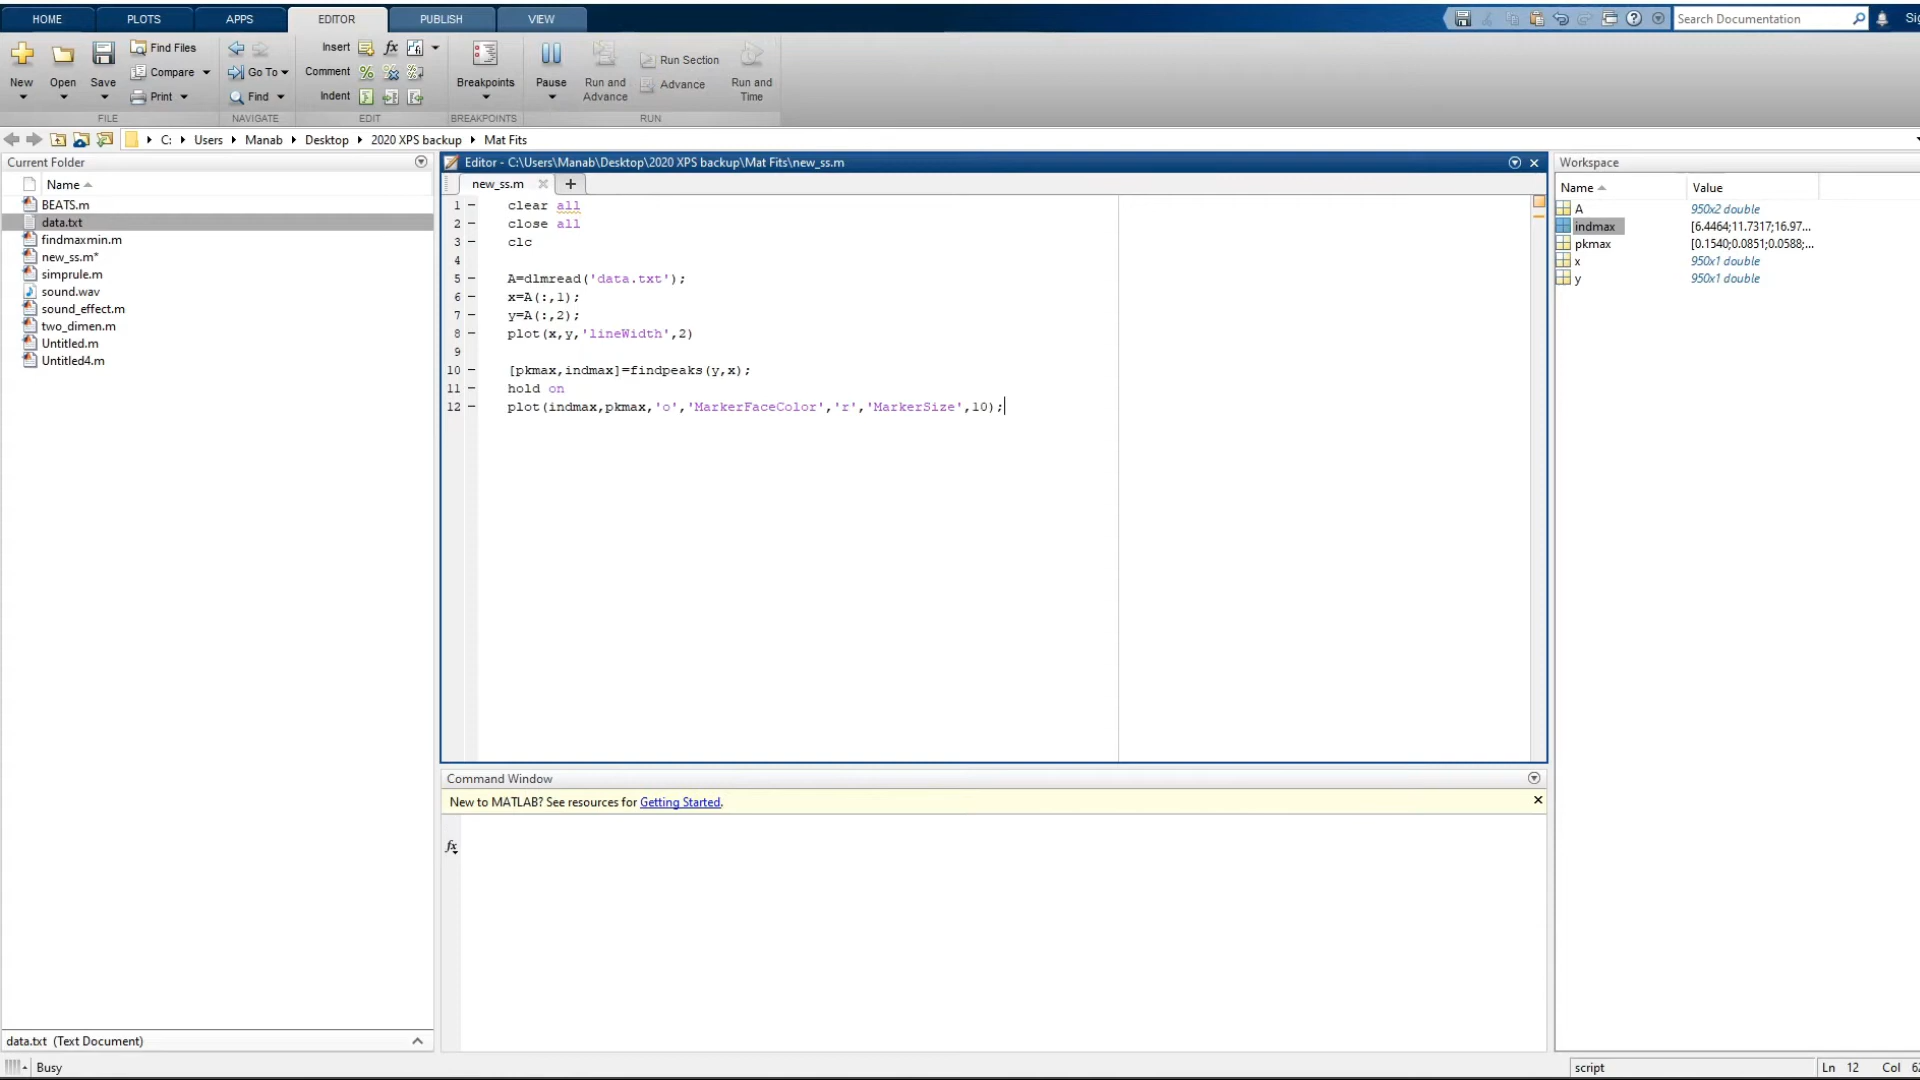 HOME PLOTS APPS EDITOR PUBLISH VIEW Search Documentation
Find Files Insert fx
New Open Save Compare Go To Comment Breakpoints Pause Run and Advance Run Section Advance Run and Time
Print Find Indent
FILE NAVIGATE EDIT BREAKPOINTS RUN
C: Users Manab Desktop 2020 XPS backup Mat Fits
Current Folder
Name
BEATS.m
data.txt
findmaxmin.m
new_ss.m*
simprule.m
sound.wav
sound_effect.m
two_dimen.m
Untitled.m
Untitled4.m
data.txt (Text Document)
Editor - C:\Users\Manab\Desktop\2020 XPS backup\Mat Fits\new_ss.m
new_ss.m
1 - clear all
2 - close all
3 - clc
4
5 - A=dlmread('data.txt');
6 - x=A(:,1);
7 - y=A(:,2);
8 - plot(x,y,'lineWidth',2)
9
10 - [pkmax,indmax]=findpeaks(y,x);
11 - hold on
12 - plot(indmax,pkmax,'o','MarkerFaceColor','r','MarkerSize',10);
Command Window
New to MATLAB? See resources for Getting Started.
fx
Workspace
Name Value
A 950x2 double
indmax [6.4464;11.7317;16.97...
pkmax [0.1540;0.0851;0.0588;...
x 950x1 double
y 950x1 double
Busy script Ln 12 Col